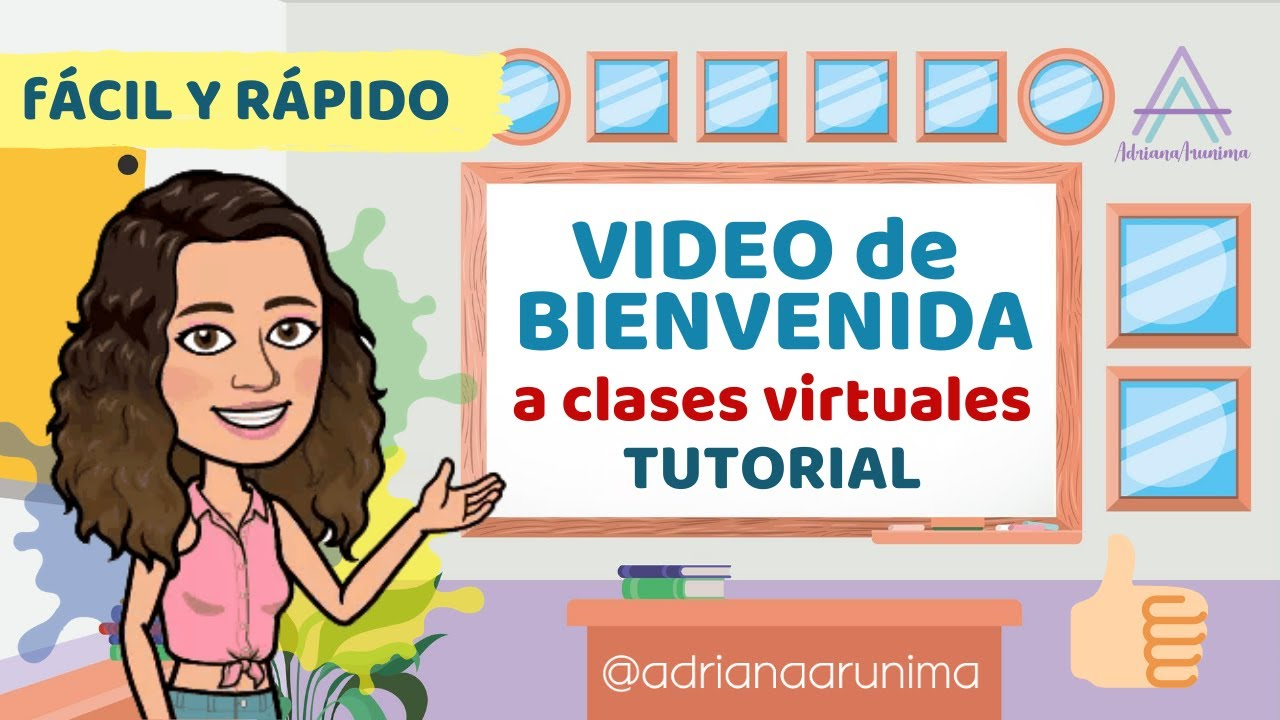 fÁCIL Y RÁPIDO
AdrianaArunima
VIDEO de
BIENVENIDA
a clases virtuales
TUTORIAL
@adrianaarunima